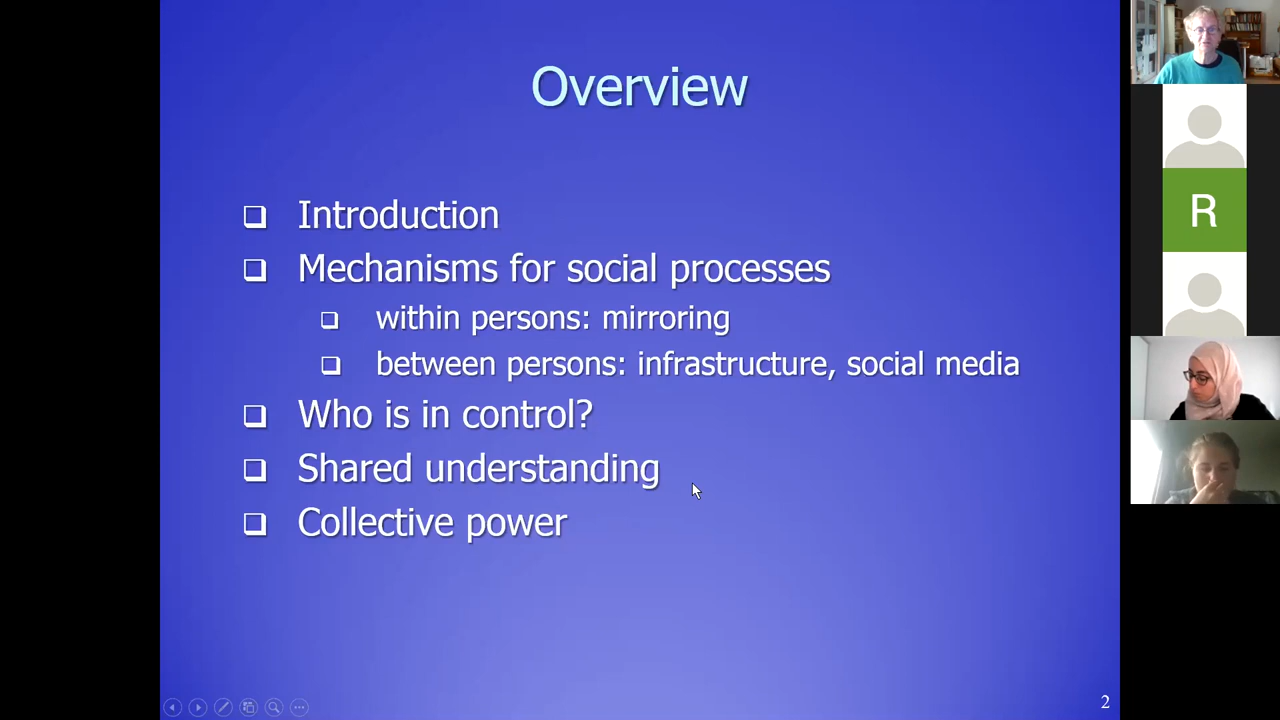 Overview
Introduction
Mechanisms for social processes
within persons: mirroring
between persons: infrastructure, social media
Who is in control?
Shared understanding
Collective power
2
R